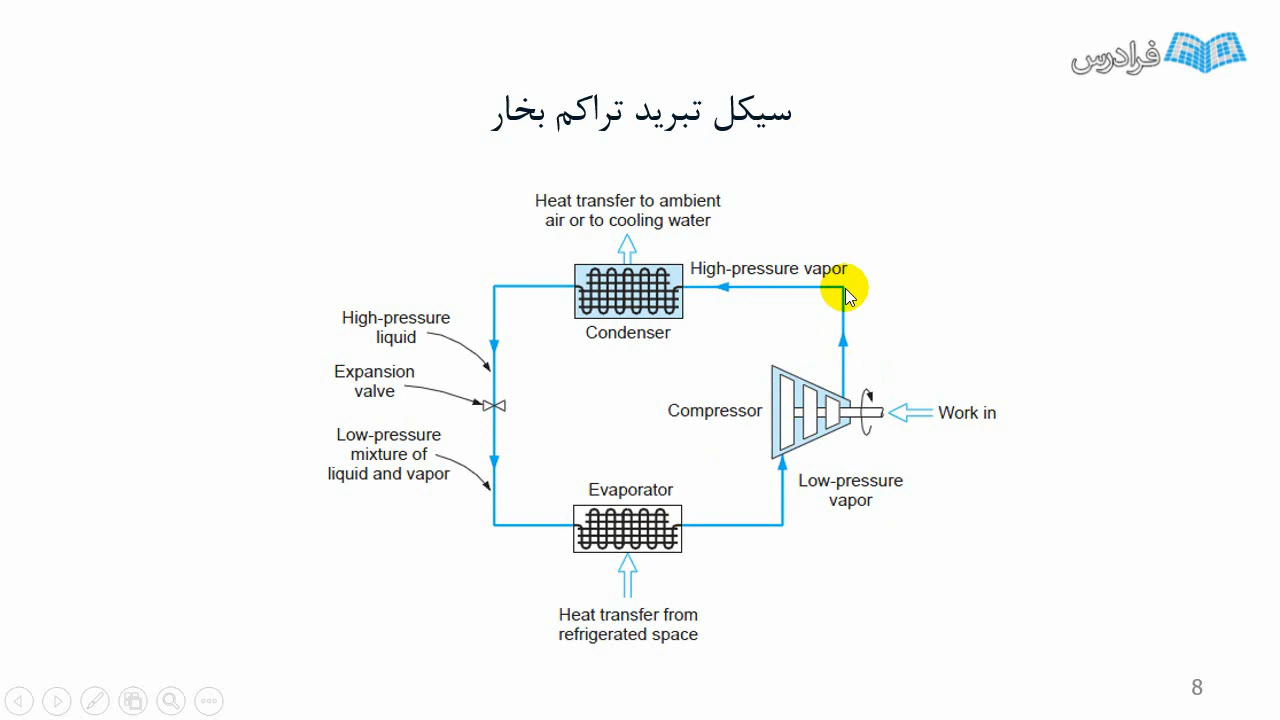 فرادرس
سیکل تبرید تراکم بخار
Heat transfer to ambient
air or to cooling water
High-pressure vapor
Condenser
High-pressure
liquid
Expansion
valve
Compressor
Work in
Low-pressure
mixture of
liquid and vapor
Evaporator
Low-pressure
vapor
Heat transfer from
refrigerated space
8